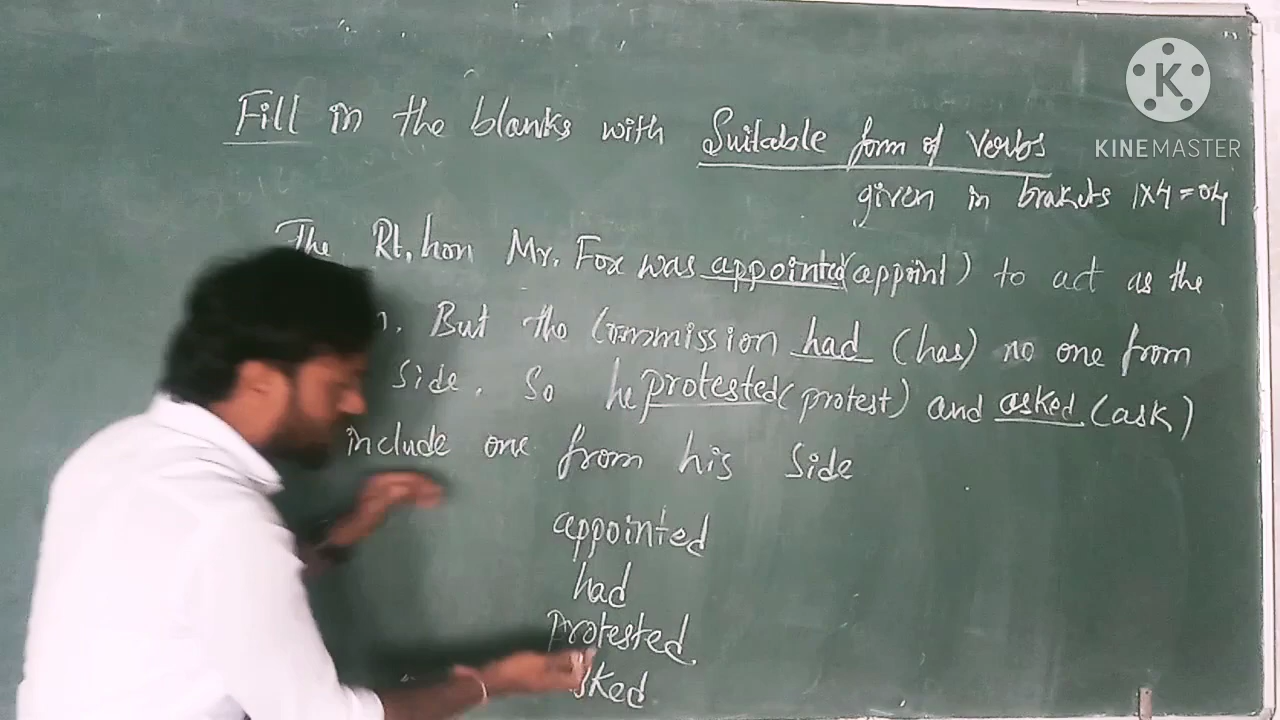 Fill in the blanks with Suitable form of Verbs
given in brakets 1x4=04
The Rt, hon Mr. Fox was appointed (appoint) to act as the
But the Commission had (has) no one from
side. So he protested (protest) and asked (ask)
include one from his side
appointed
had
Protested
asked
K
KINEMASTER